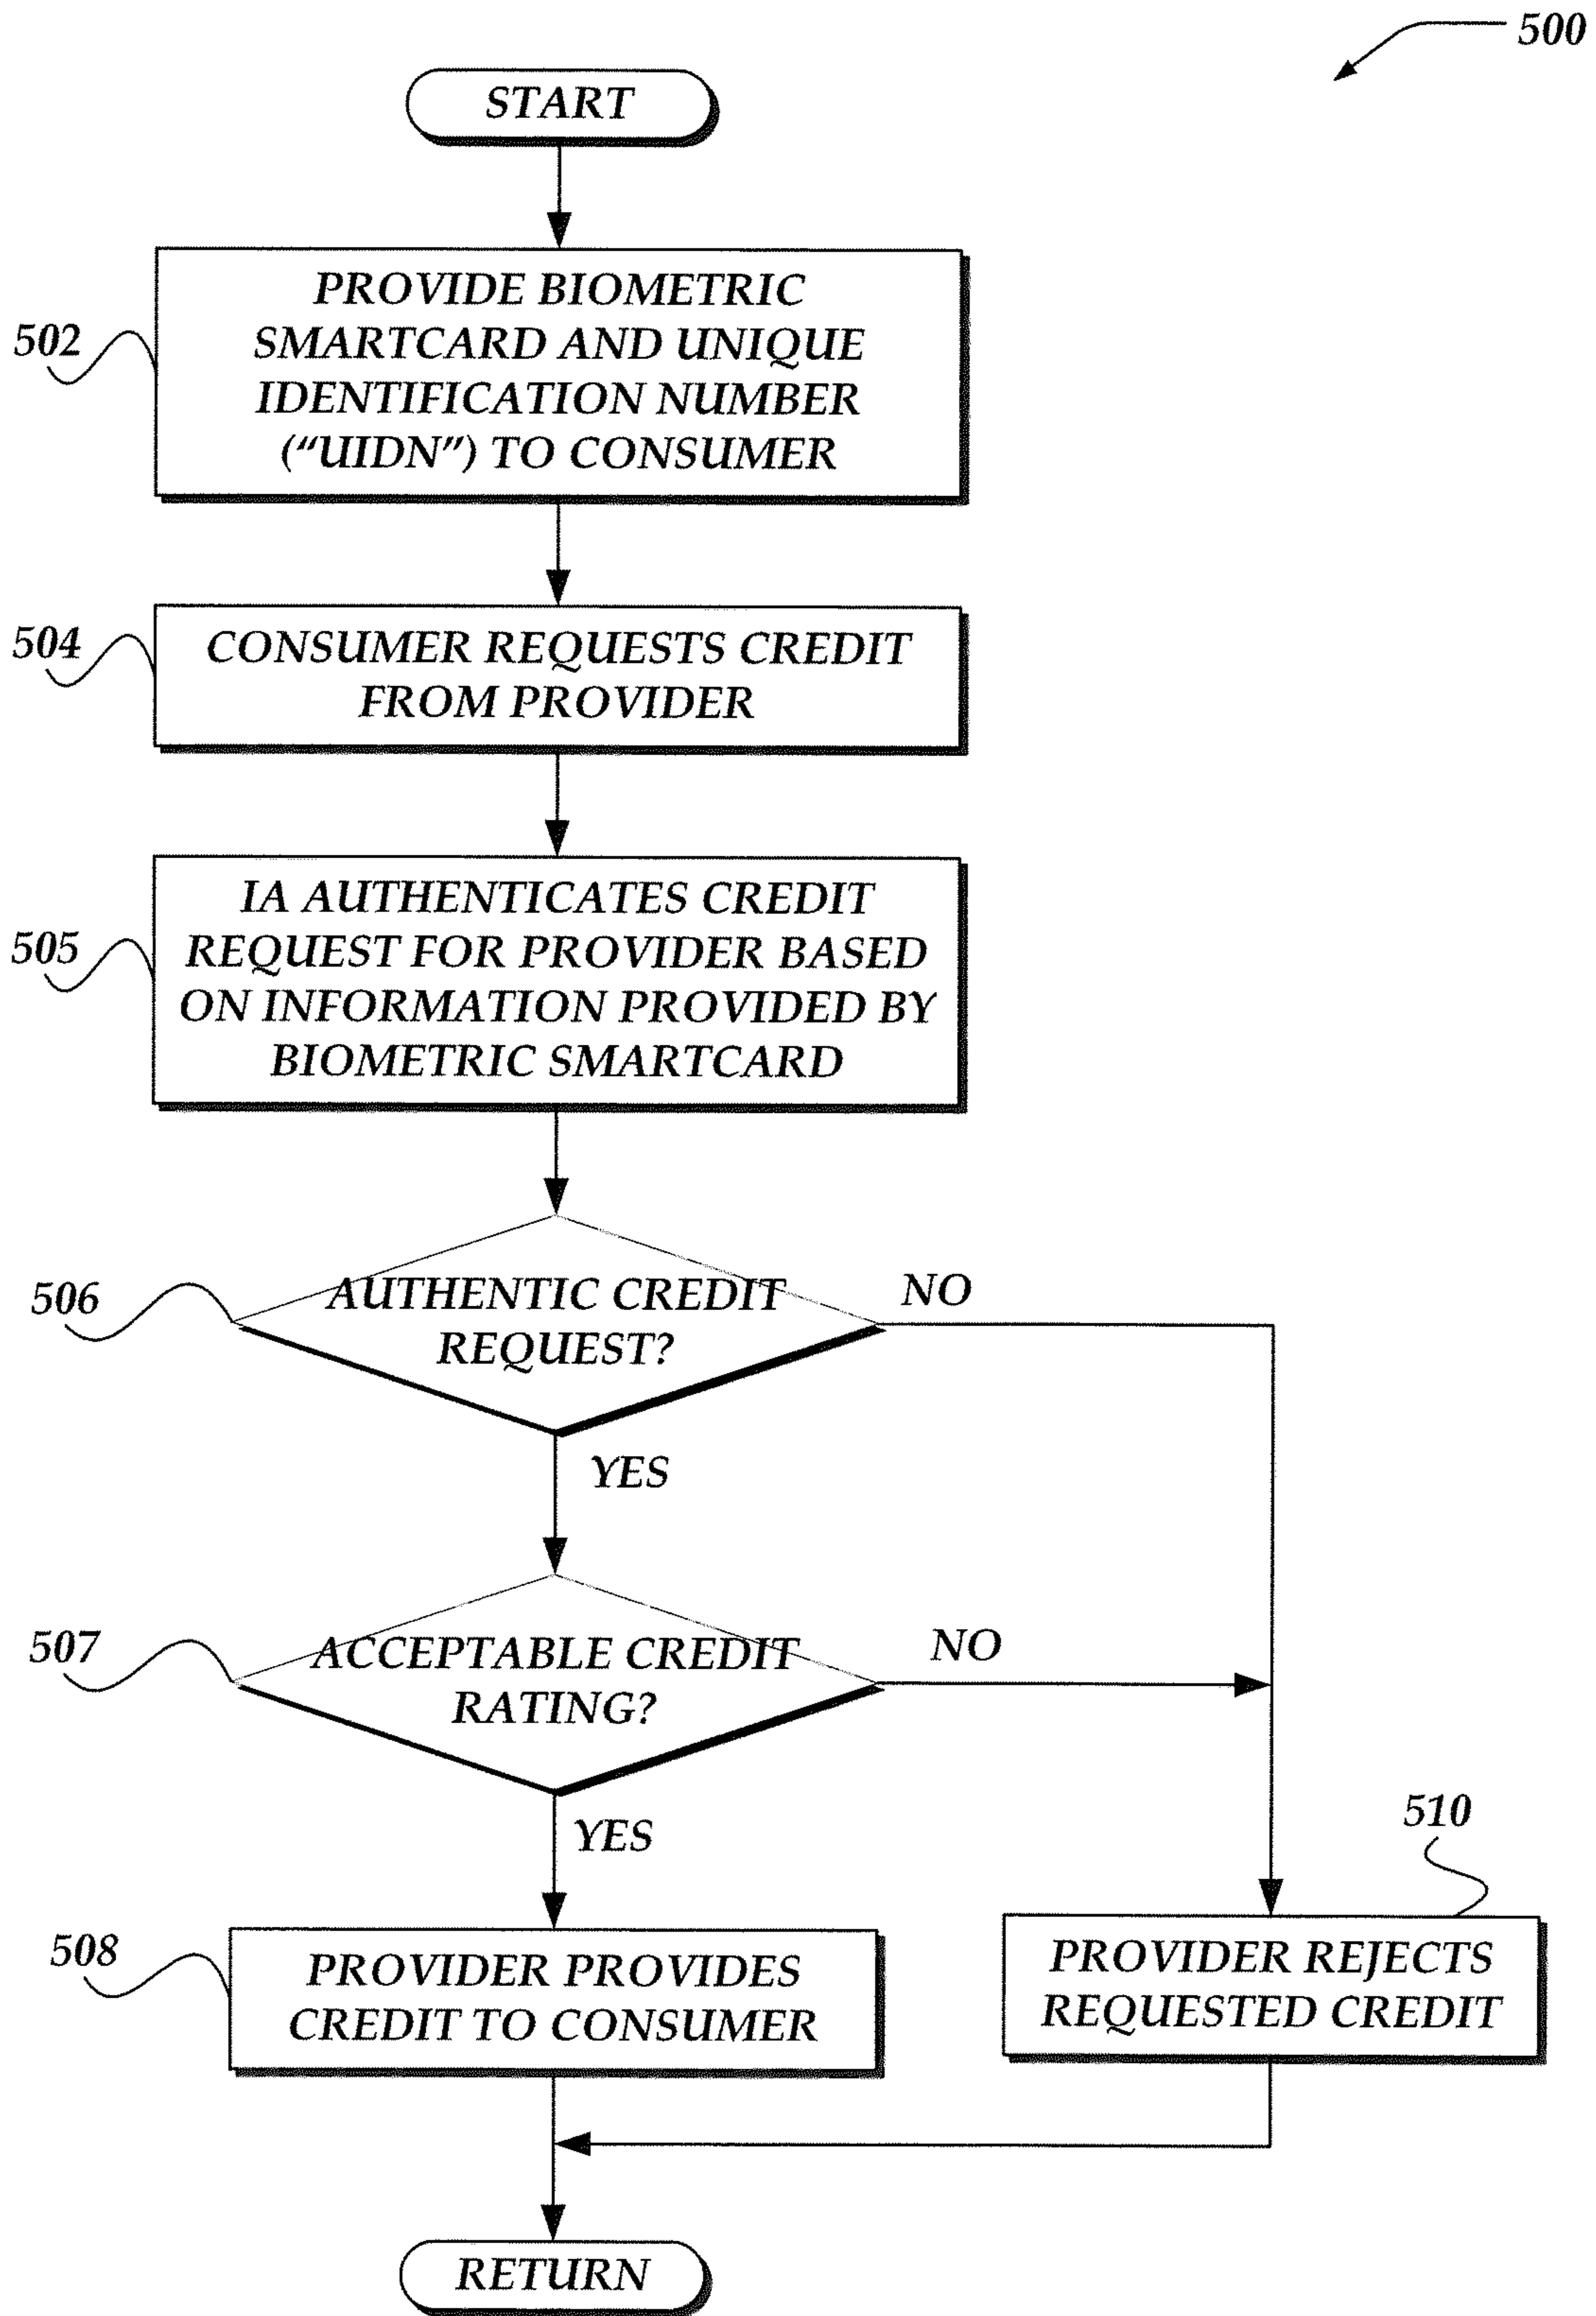 500
START
502
PROVIDE BIOMETRIC
SMARTCARD AND UNIQUE
IDENTIFICATION NUMBER
("UIDN") TO CONSUMER
504
CONSUMER REQUESTS CREDIT
FROM PROVIDER
505
IA AUTHENTICATES CREDIT
REQUEST FOR PROVIDER BASED
ON INFORMATION PROVIDED BY
BIOMETRIC SMARTCARD
506
AUTHENTIC CREDIT
REQUEST?
NO
YES
507
ACCEPTABLE CREDIT
RATING?
NO
YES
508
PROVIDER PROVIDES
CREDIT TO CONSUMER
510
PROVIDER REJECTS
REQUESTED CREDIT
RETURN